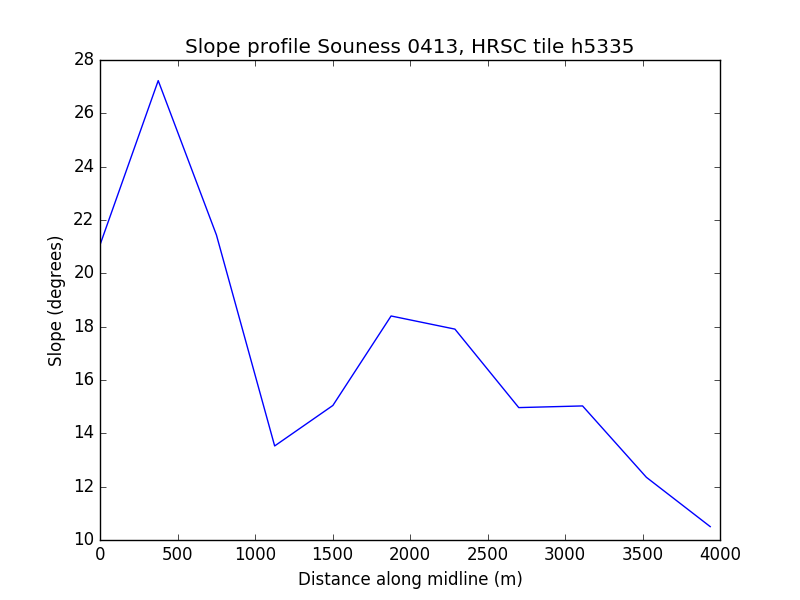 Slope profile Souness 0413, HRSC tile h5335
28
26
24
22
20
18
16
14
12
10
Slope (degrees)
0 500 1000 1500 2000 2500 3000 3500 4000
Distance along midline (m)